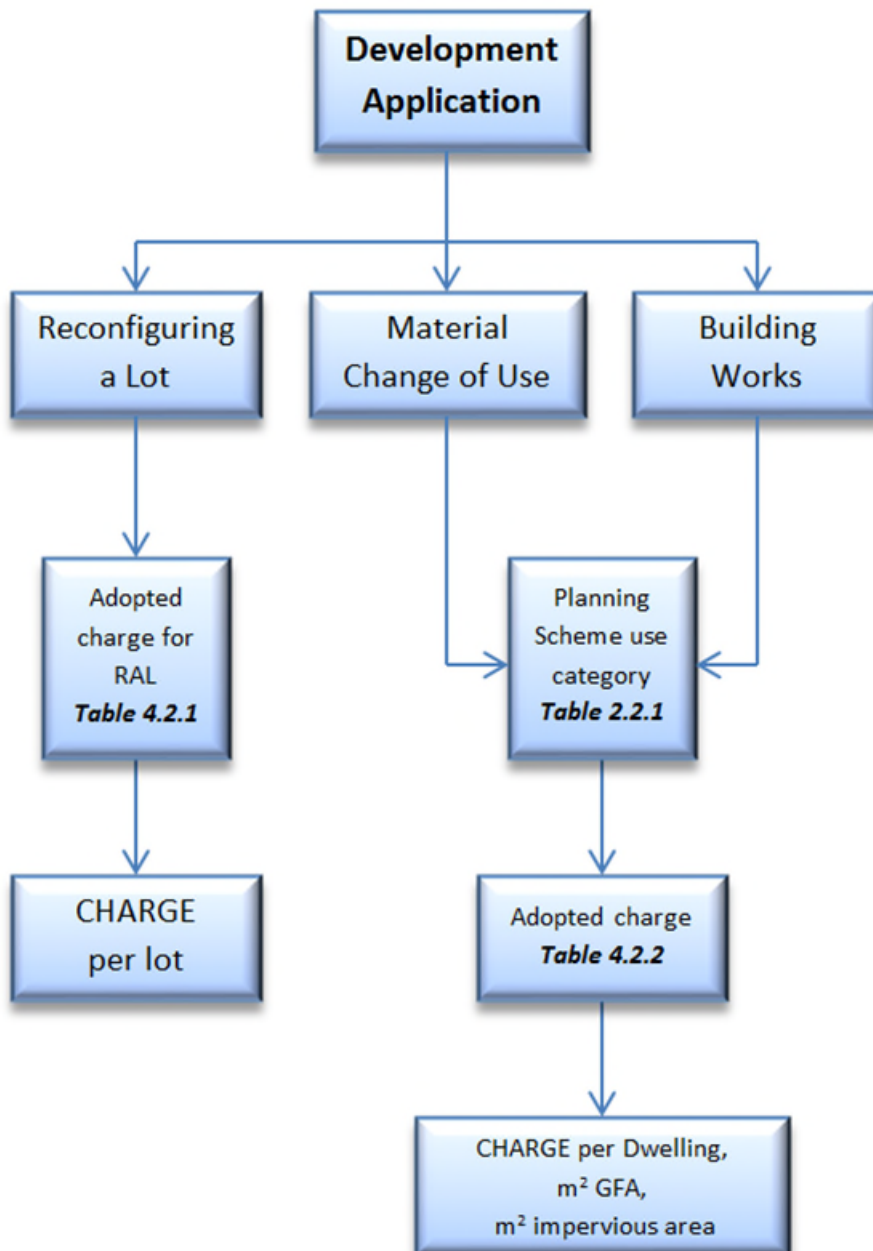 Development
Application
Reconfiguring
a Lot
Material
Change of Use
Building
Works
Adopted
charge for
RAL
Table 4.2.1
Planning
Scheme use
category
Table 2.2.1
CHARGE
per lot
Adopted charge
Table 4.2.2
CHARGE per Dwelling,
m² GFA,
m² impervious area